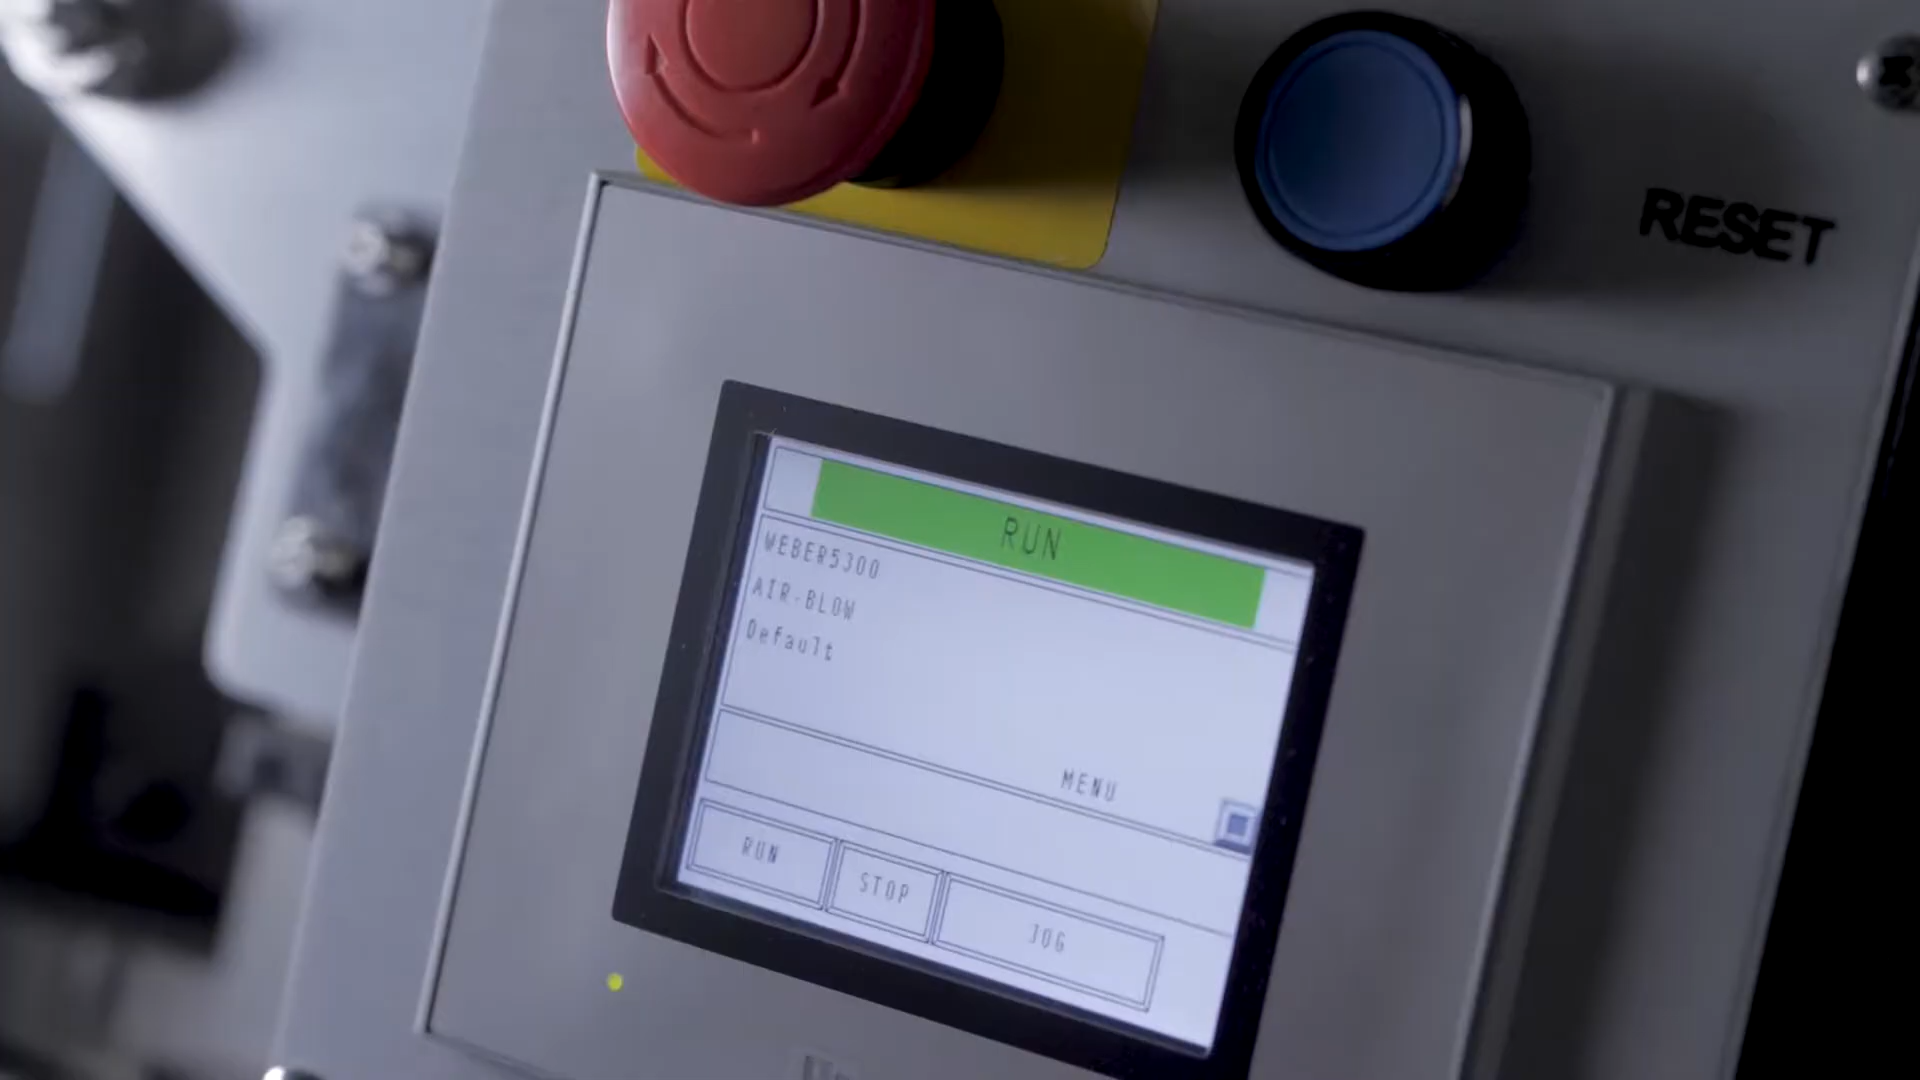 RESET
RUN
WEBER5300
AIR-BLOW
Default
MENU
RUN
STOP
JOG